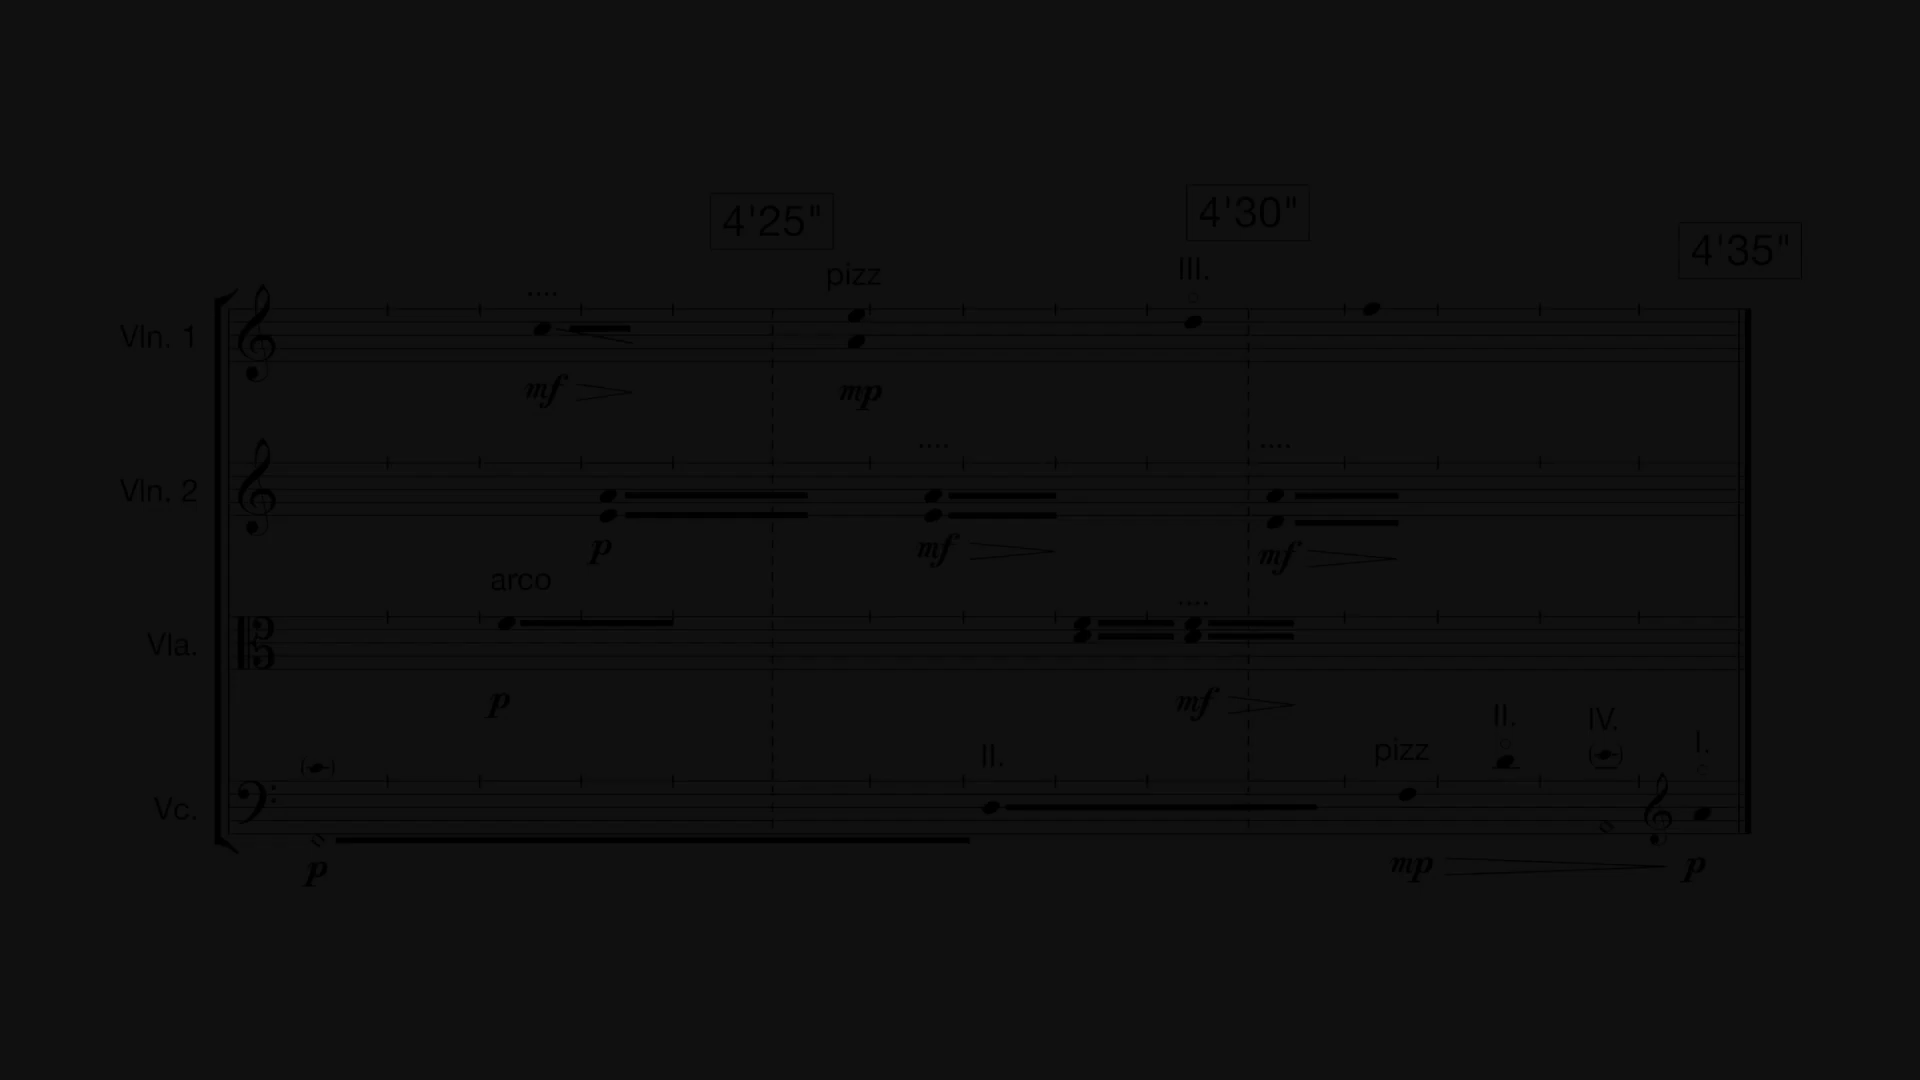 4'25"
4'30"
4'35"
pizz
III.
Vln. 1
mf
mp
Vln. 2
p
mf
mf
arco
Vla.
p
mf
II.
pizz
II.
IV.
I.
Vc.
p
mp
p